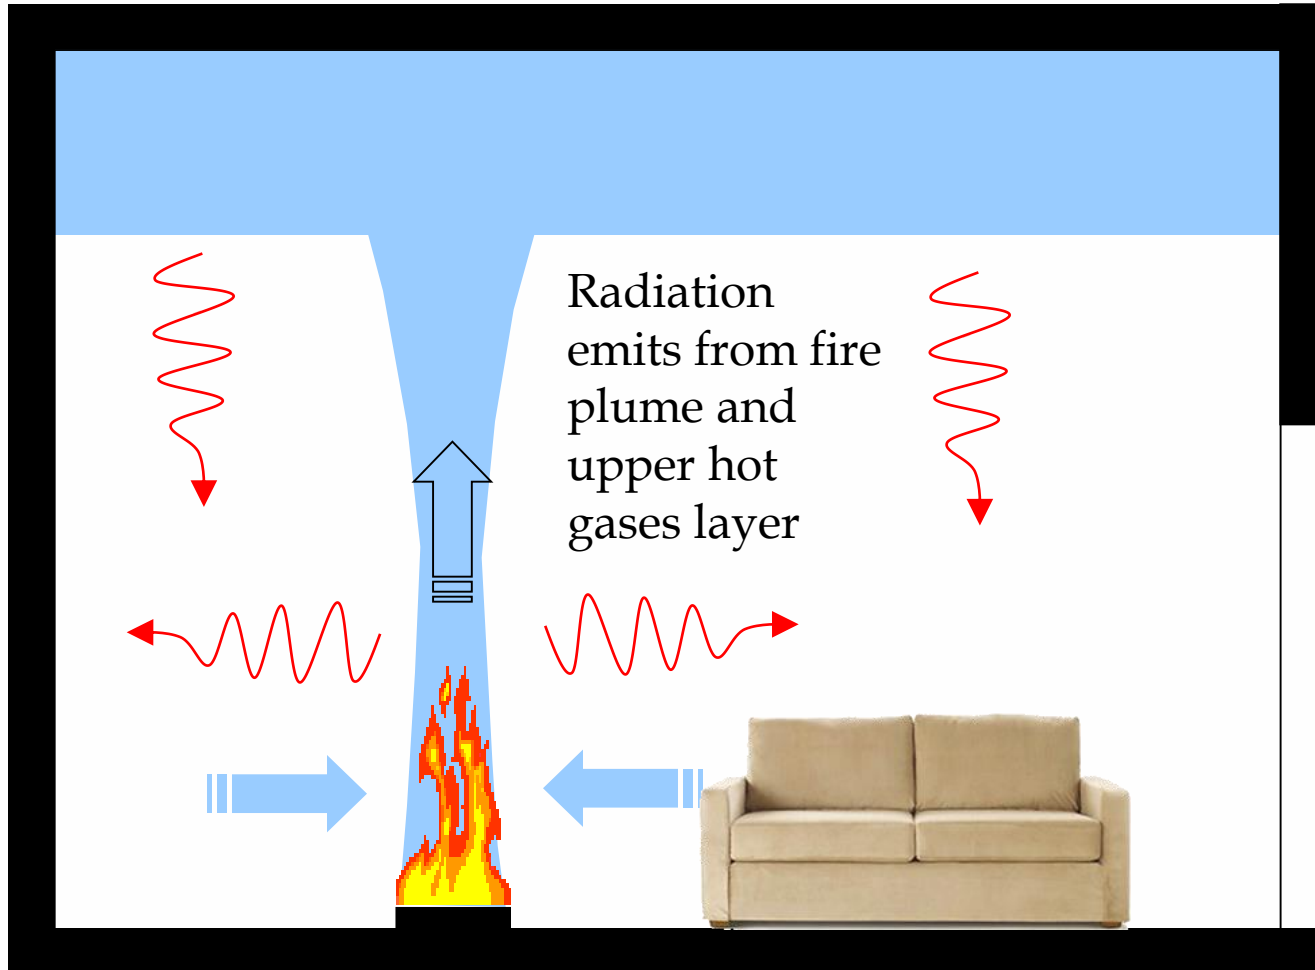 Radiation
emits from fire
plume and
upper hot
gases layer